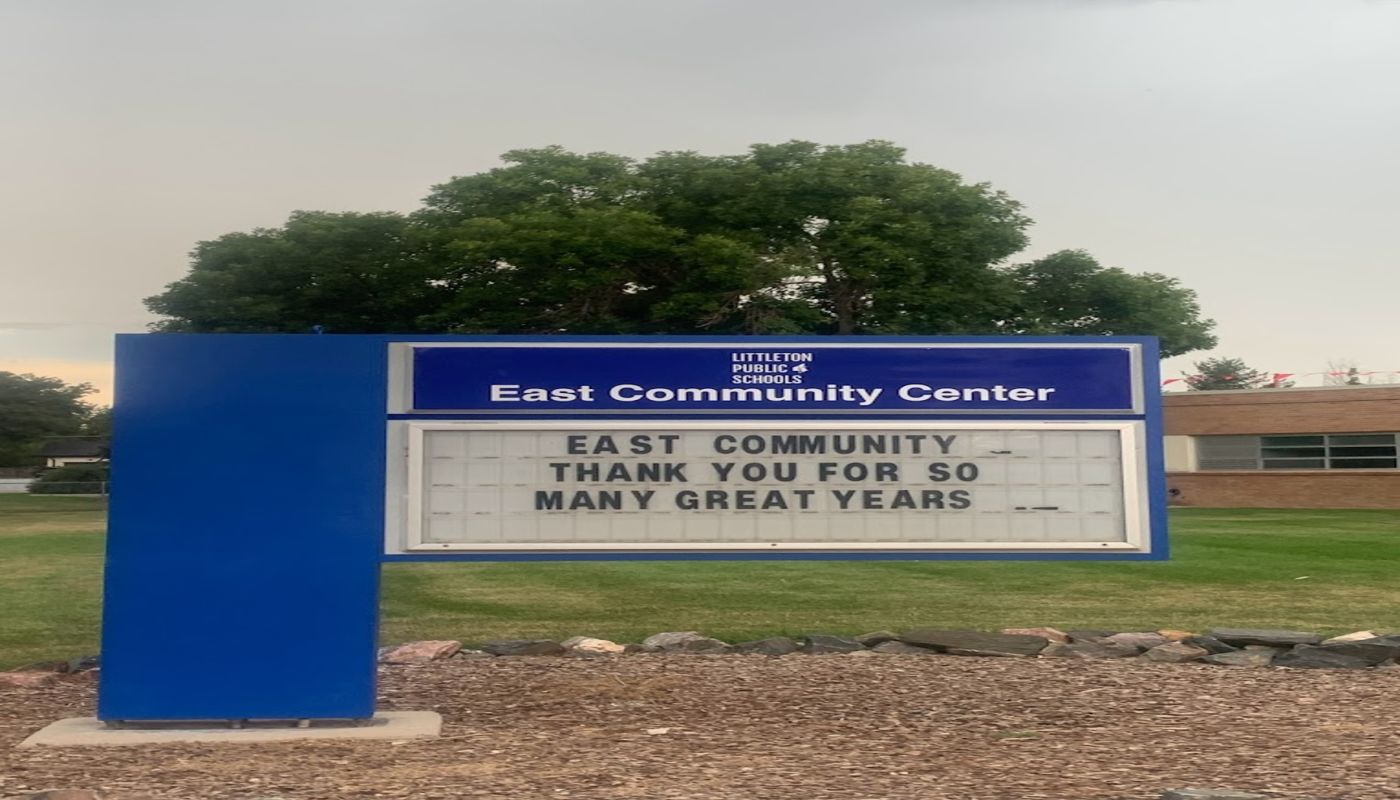 LITTLETON
PUBLIC
SCHOOLS
East Community Center
EAST COMMUNITY
THANK YOU FOR SO
MANY GREAT YEARS